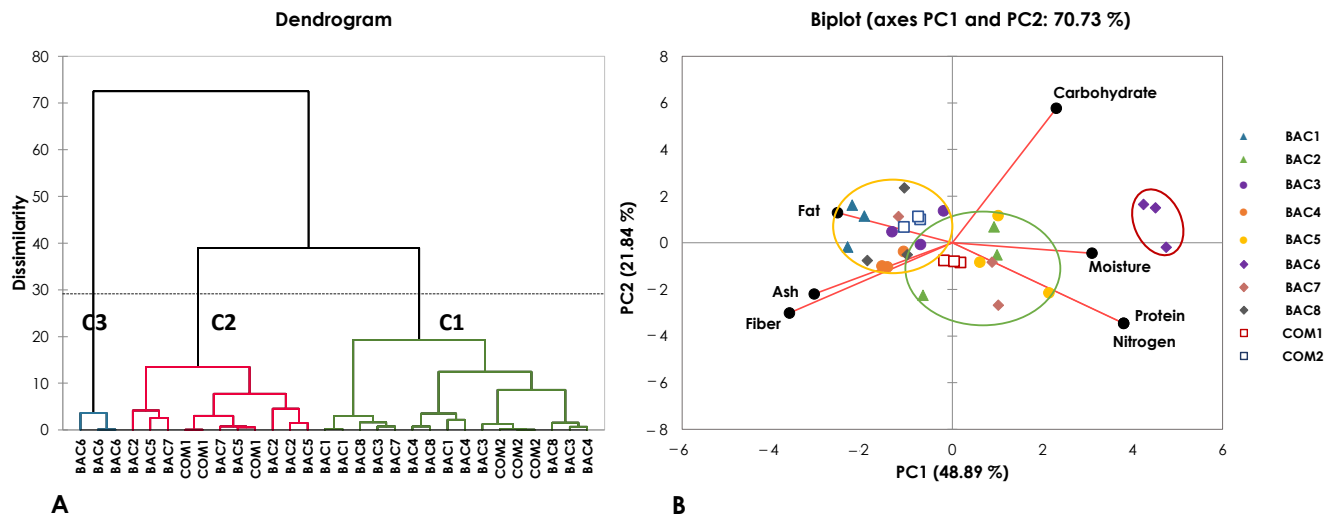 Dendrogram
80
70
60
50
40
30
20
10
0
Dissimilarity
C3
C2
C1
BAC6
BAC6
BAC6
BAC2
BAC5
BAC7
COM1
COM1
BAC7
BAC5
COM1
BAC2
BAC2
BAC5
BAC1
BAC1
BAC8
BAC3
BAC7
BAC4
BAC8
BAC1
BAC4
BAC3
COM2
COM2
COM2
BAC8
BAC3
BAC4
A
Biplot (axes PC1 and PC2: 70.73 %)
8
6
4
2
0
−2
−4
−6
−8
PC2 (21.84 %)
Carbohydrate
Fat
Moisture
Ash
Fiber
Protein
Nitrogen
−6
−4
−2
0
2
4
6
PC1 (48.89 %)
BAC1
BAC2
BAC3
BAC4
BAC5
BAC6
BAC7
BAC8
COM1
COM2
B